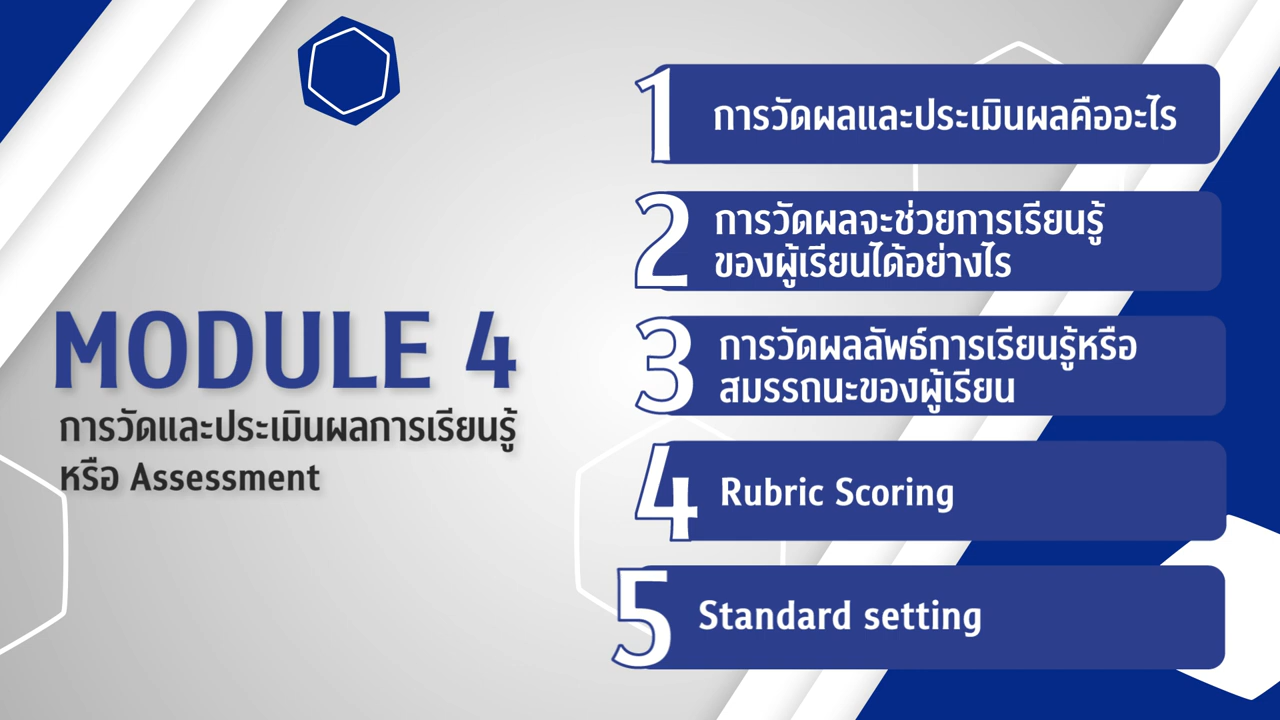 MODULE 4
การวัดและประเมินผลการเรียนรู้
หรือ Assessment
1
การวัดผลและประเมินผลคืออะไร
2
การวัดผลจะช่วยการเรียนรู้
ของผู้เรียนได้อย่างไร
3
การวัดผลลัพธ์การเรียนรู้หรือ
สมรรถนะของผู้เรียน
4
Rubric Scoring
5
Standard setting